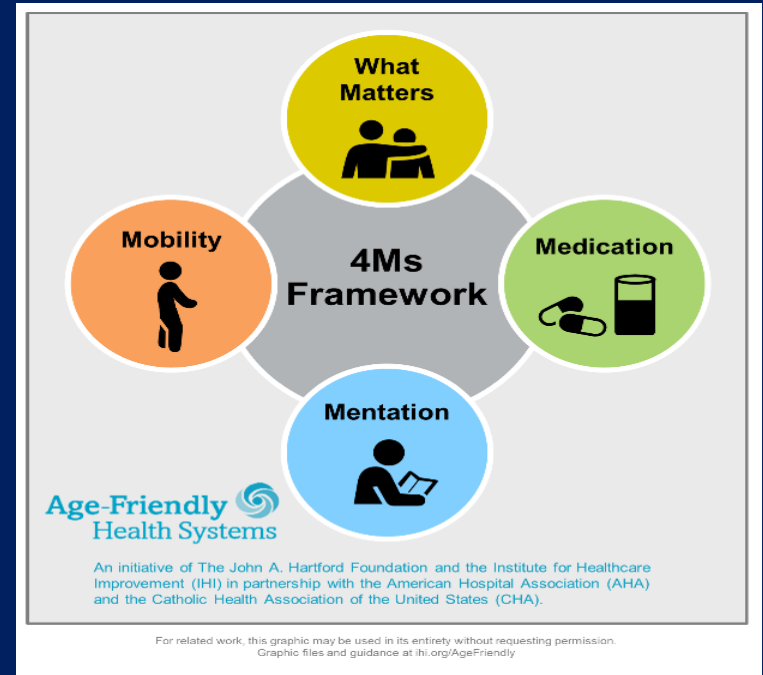 What
Matters
Mobility
4Ms
Framework
Medication
Mentation
Age-Friendly
Health Systems
An initiative of The John A. Hartford Foundation and the Institute for Healthcare
Improvement (IHI) in partnership with the American Hospital Association (AHA)
and the Catholic Health Association of the United States (CHA).
For related work, this graphic may be used in its entirety without requesting permission.
Graphic files and guidance at ihi.org/AgeFriendly